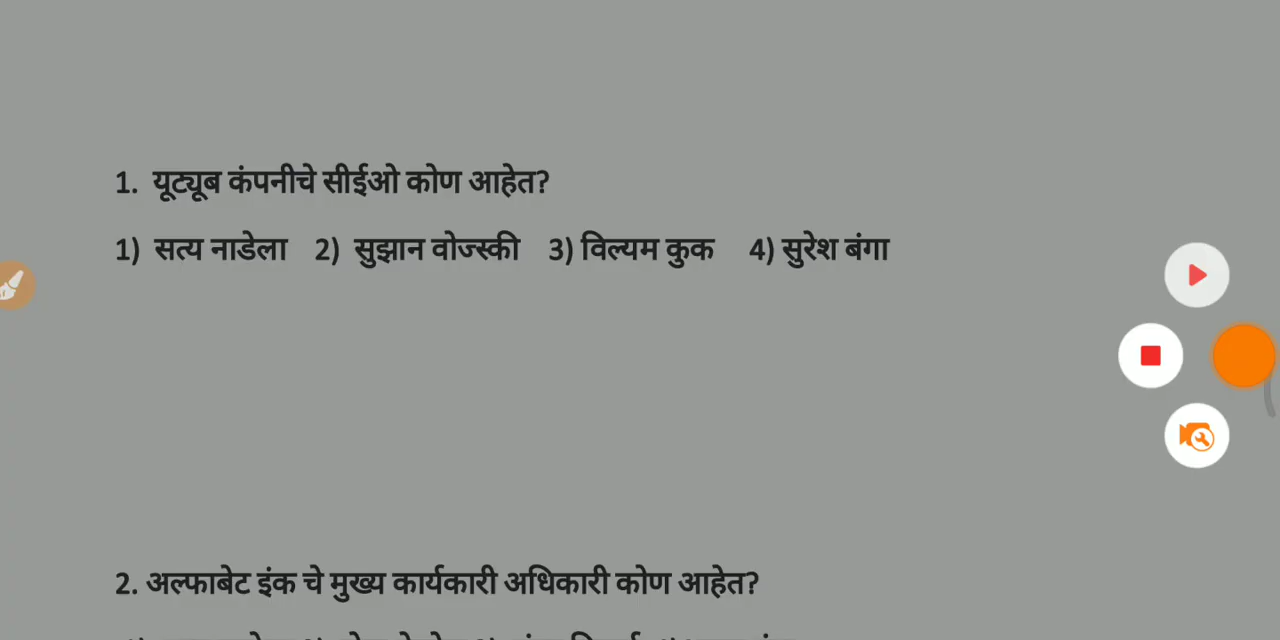 1. यूट्यूब कंपनीचे सीईओ कोण आहेत?
1) सत्य नाडेला 2) सुझान वोज्स्की 3) विल्यम कुक 4) सुरेश बंगा
2. अल्फाबेट इंक चे मुख्य कार्यकारी अधिकारी कोण आहेत?